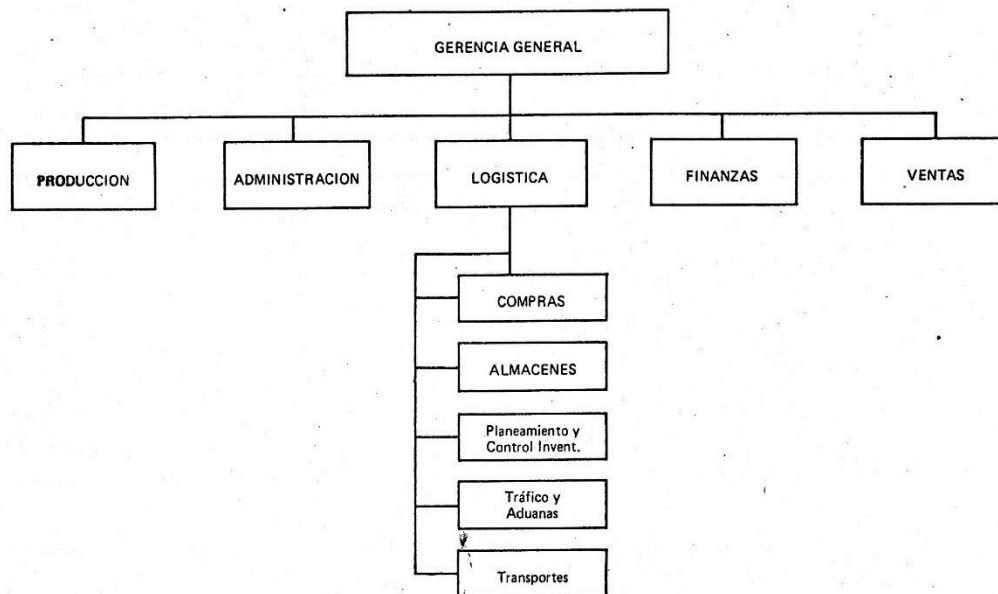 GERENCIA GENERAL
PRODUCCION
ADMINISTRACION
LOGISTICA
FINANZAS
VENTAS
COMPRAS
ALMACENES
Planeamiento y
Control Invent.
Tráfico y
Aduanas
Transportes